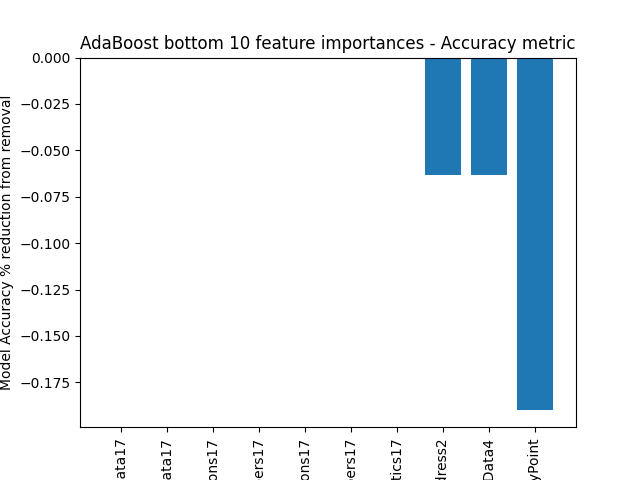 AdaBoost bottom 10 feature importances - Accuracy metric
Model Accuracy % reduction from removal
0.000
−0.025
−0.050
−0.075
−0.100
−0.125
−0.150
−0.175
ata17
ata17
ons17
ers17
ons17
ers17
tics17
dress2
Data4
yPoint